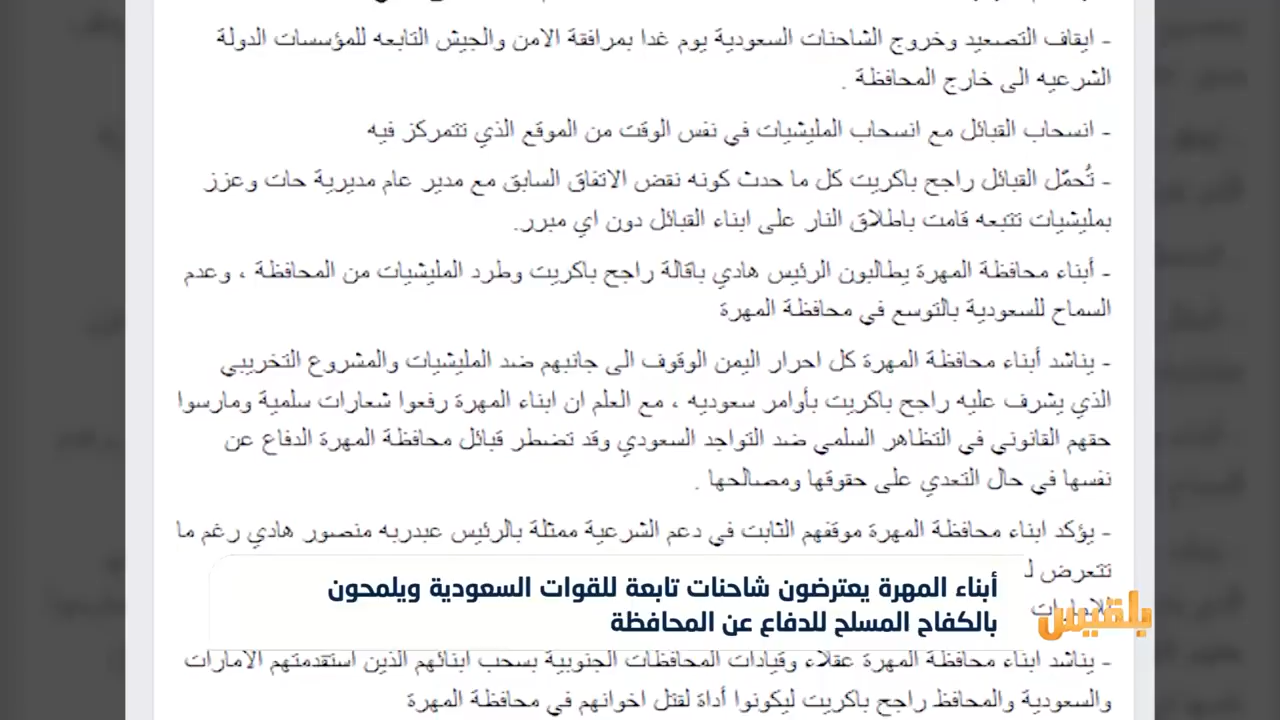 - ايقاف التصعيد وخروج الشاحنات السعودية يوم غدا بمرافقة الامن والجيش التابعه للمؤسسات الدولة
الشرعيه الى خارج المحافظة .
- انسحاب القبائل مع انسحاب المليشيات في نفس الوقت من الموقع الذي تتمركز فيه
- تُحمّل القبائل راجح باكريت كل ما حدث كونه نقض الاتفاق السابق مع مدير عام مديرية حات وعزز
بمليشيات تتبعه قامت باطلاق النار على ابناء القبائل دون اي مبرر.
- أبناء محافظة المهرة يطالبون الرئيس هادي باقالة راجح باكريت وطرد المليشيات من المحافظة ، وعدم
السماح للسعودية بالتوسع في محافظة المهرة
- يناشد أبناء محافظة المهرة كل احرار اليمن الوقوف الى جانبهم ضد المليشيات والمشروع التخريبي
الذي يشرف عليه راجح باكريت بأوامر سعوديه ، مع العلم ان ابناء المهرة رفعوا شعارات سلمية ومارسوا
حقهم القانوني في التظاهر السلمي ضد التواجد السعودي وقد تضطر قبائل محافظة المهرة الدفاع عن
نفسها في حال التعدي على حقوقها ومصالحها .
- يؤكد ابناء محافظة المهرة موقفهم الثابت في دعم الشرعية ممثلة بالرئيس عبدربه منصور هادي رغم ما
تتعرض
أبناء المهرة يعترضون شاحنات تابعة للقوات السعودية ويلمحون
بالكفاح المسلح للدفاع عن المحافظة
بلقيس
- يناشد ابناء محافظة المهرة عقلاء وقيادات المحافظات الجنوبية بسحب ابنائهم الذين استقدمتهم الامارات
والسعودية والمحافظ راجح باكريت ليكونوا أداة لقتل اخوانهم في محافظة المهرة